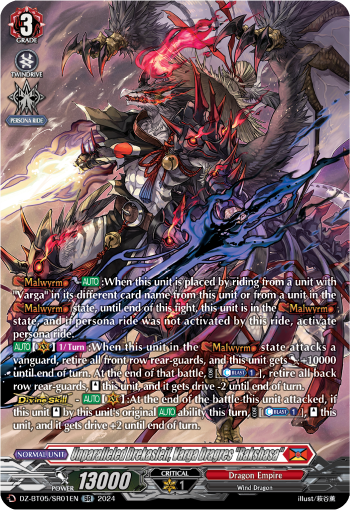 3
GRADE
TWINDRIVE
PERSONA RIDE
Malwyrm - AUTO :When this unit is placed by riding from a unit with
"Varga" in its different card name from this unit or from a unit in the
Malwyrm state, until end of this fight, this unit is in the Malwyrm
state, and if persona ride was not activated by this ride, activate
persona ride.
AUTO 1/Turn :When this unit in the Malwyrm state attacks a
vanguard, retire all front row rear-guards, and this unit gets +10000
until end of turn. At the end of that battle, [BLAST 1], retire all back
row rear-guards, this unit, and it gets drive -2 until end of turn.
Divine Skill - AUTO :At the end of the battle this unit attacked, if
this unit by this unit's original AUTO ability this turn, [BLAST 1], this
unit, and it gets drive +2 until end of turn.
NORMAL UNIT
Unparalleled Drekasleit, Varga Dragres "Rakshasa"
POWER 13000
CRITICAL
1
Dragon Empire
Wind Dragon
D-DZ-BT05/SR01EN SR 2024
illust/萩谷薫